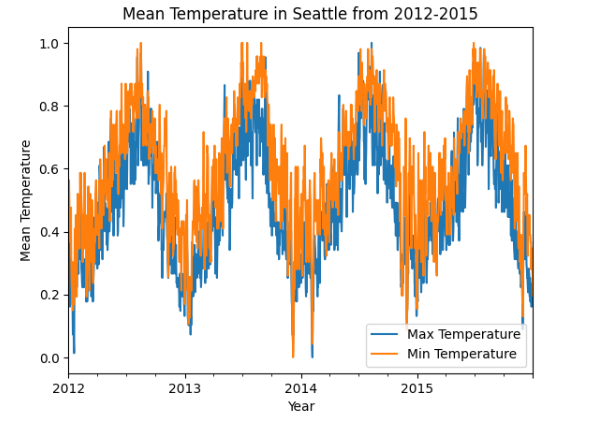 Mean Temperature in Seattle from 2012-2015
Mean Temperature
1.0
0.8
0.6
0.4
0.2
0.0
Max Temperature
Min Temperature
2012 2013 2014 2015
Year